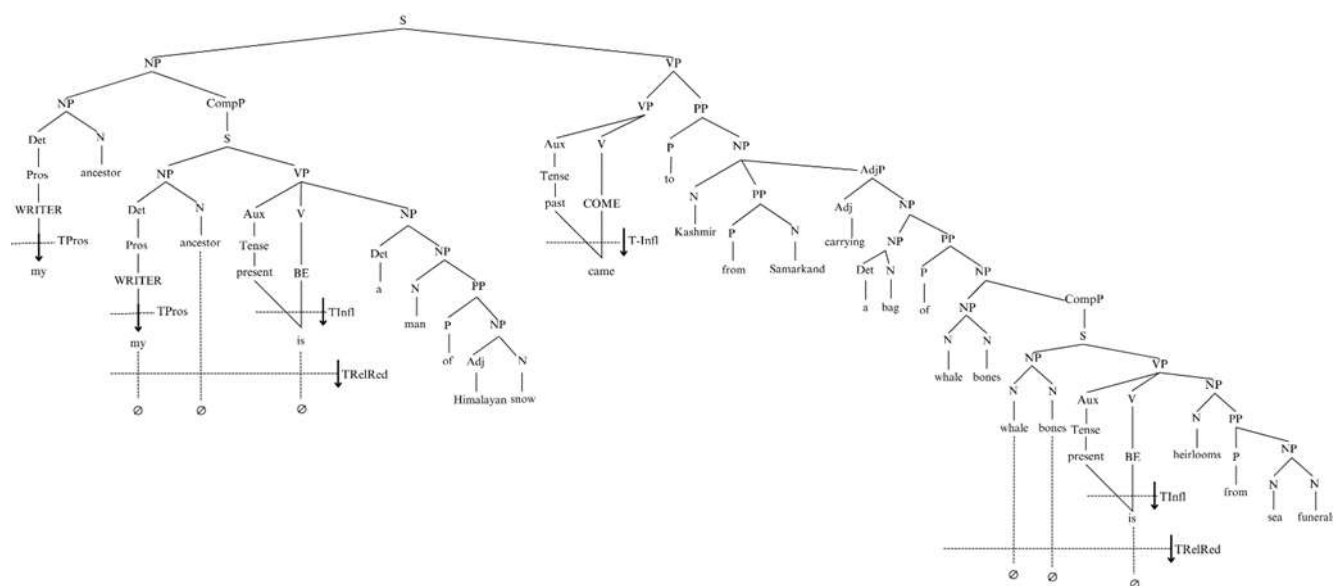 S
NP VP
NP CompP VP PP
Det N S Aux V P NP
Pros ancestor NP VP Tense to AdjP
WRITER Det N Aux V NP past COME N PP Adj NP
TPros Pros ancestor Tense Det NP T-Infl Kashmir P N carrying NP PP
my WRITER present BE a N PP came from Samarkand Det N P NP
TPros TInfl man P NP a bag of NP CompP
my is of Adj N N N S
TRelRed Himalayan snow whale bones NP VP
∅ ∅ ∅ N N Aux V NP
whale bones Tense N PP
present BE heirlooms P NP
TInfl from N N
is sea funerals
TRelRed
∅ ∅ ∅